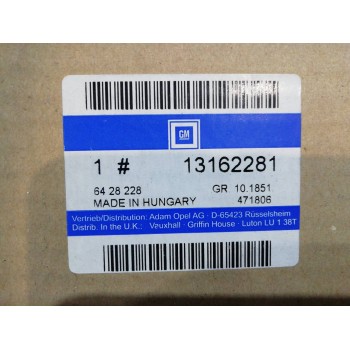 GM
1 # 13162281
64 28 228 GR 10.1851
MADE IN HUNGARY 471806
Vertrieb/Distribution: Adam Opel AG · D-65423 Rüsselsheim
Distrib. In the U.K.: Vauxhall · Griffin House · Luton LU 1 38T